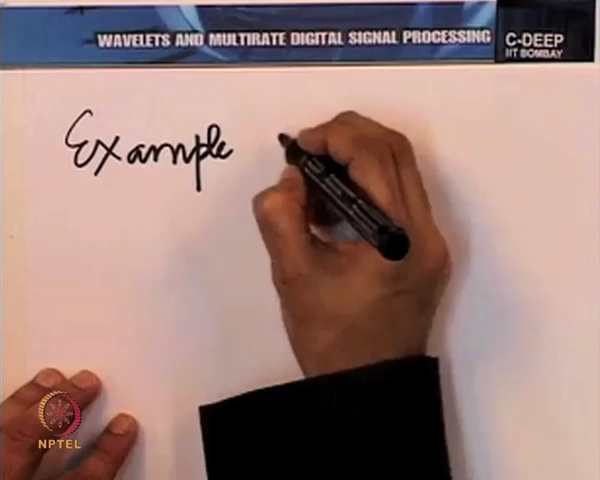 WAVELETS AND MULTIRATE DIGITAL SIGNAL PROCESSING
C-DEEP
IIT BOMBAY
Example
NPTEL